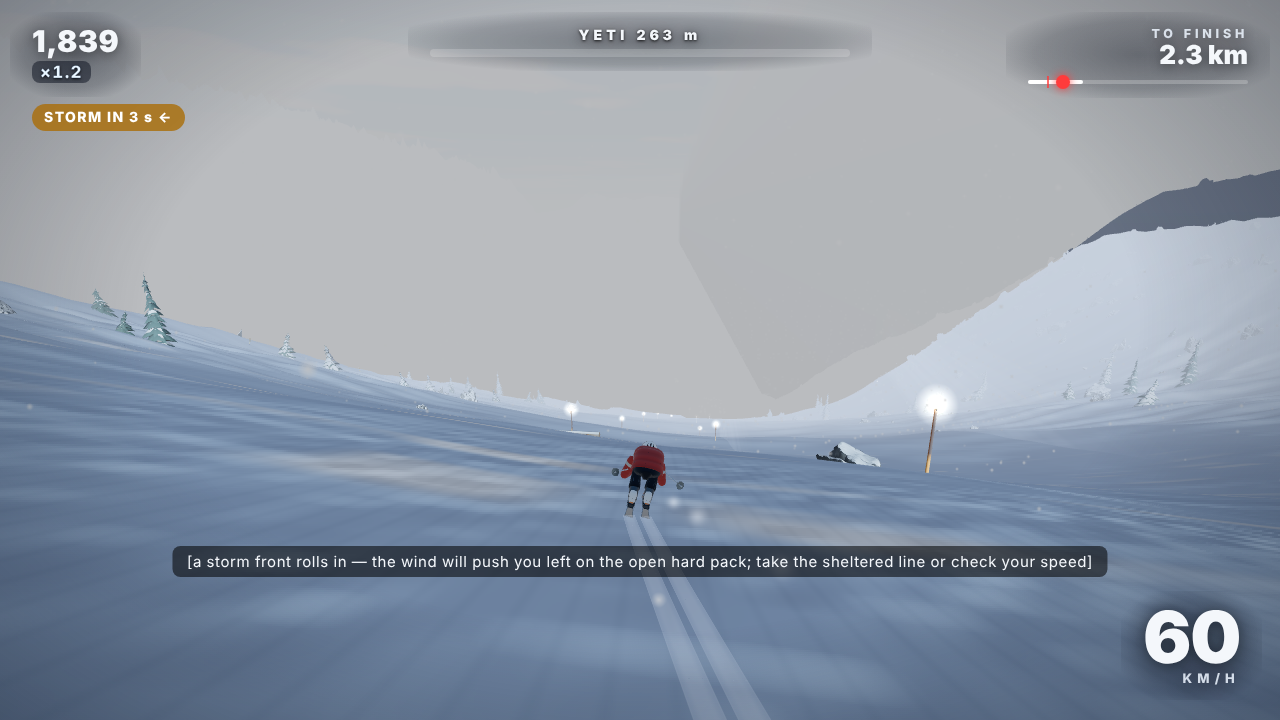 1,839
×1.2
STORM IN 3 s ←
YETI 263 m
TO FINISH
2.3 km
[a storm front rolls in — the wind will push you left on the open hard pack; take the sheltered line or check your speed]
60
KM/H